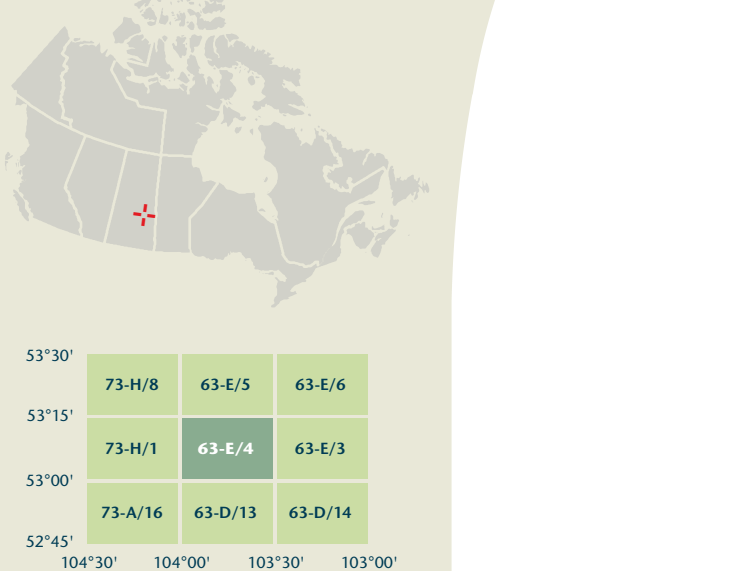 53°30'
73-H/8 63-E/5 63-E/6
53°15'
73-H/1 63-E/4 63-E/3
53°00'
73-A/16 63-D/13 63-D/14
52°45'
104°30' 104°00' 103°30' 103°00'